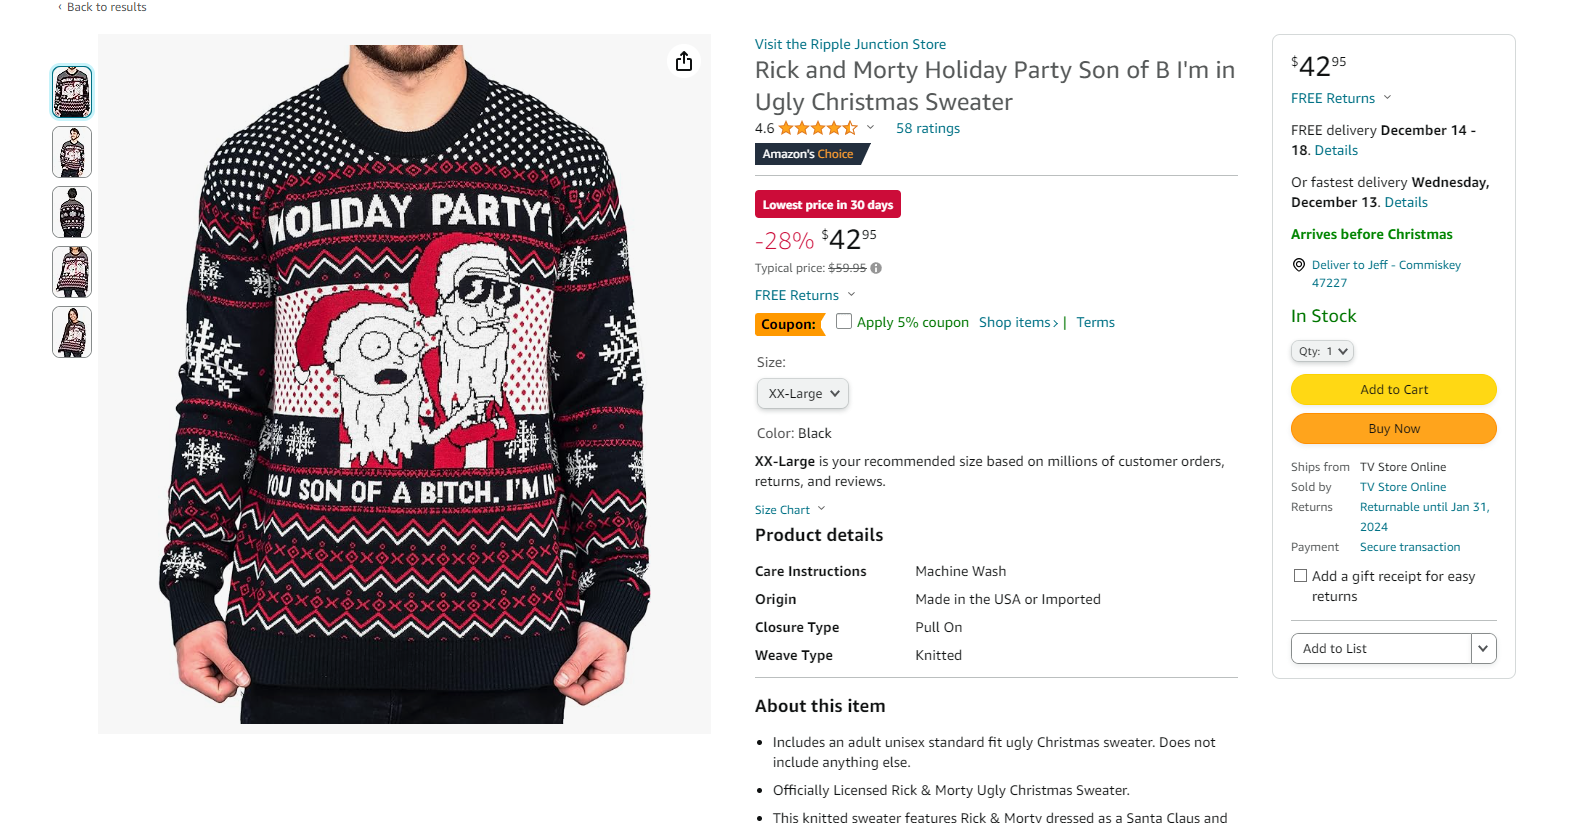 ‹ Back to results
HOLIDAY PARTY?
YOU SON OF A B!TCH. I'M IN
Visit the Ripple Junction Store
Rick and Morty Holiday Party Son of B I'm in
Ugly Christmas Sweater
4.6 58 ratings
Amazon's Choice
Lowest price in 30 days
-28% $42 95
Typical price: $59.95
FREE Returns
Coupon: Apply 5% coupon Shop items › | Terms
Size:
XX-Large
Color: Black
XX-Large is your recommended size based on millions of customer orders,
returns, and reviews.
Size Chart
Product details
Care Instructions Machine Wash
Origin Made in the USA or Imported
Closure Type Pull On
Weave Type Knitted
About this item
• Includes an adult unisex standard fit ugly Christmas sweater. Does not
include anything else.
• Officially Licensed Rick & Morty Ugly Christmas Sweater.
• This knitted sweater features Rick & Morty dressed as a Santa Claus and
$42 95
FREE Returns
FREE delivery December 14 -
18. Details
Or fastest delivery Wednesday,
December 13. Details
Arrives before Christmas
Deliver to Jeff - Commiskey
47227
In Stock
Qty: 1
Add to Cart
Buy Now
Ships from TV Store Online
Sold by TV Store Online
Returns Returnable until Jan 31,
2024
Payment Secure transaction
Add a gift receipt for easy
returns
Add to List